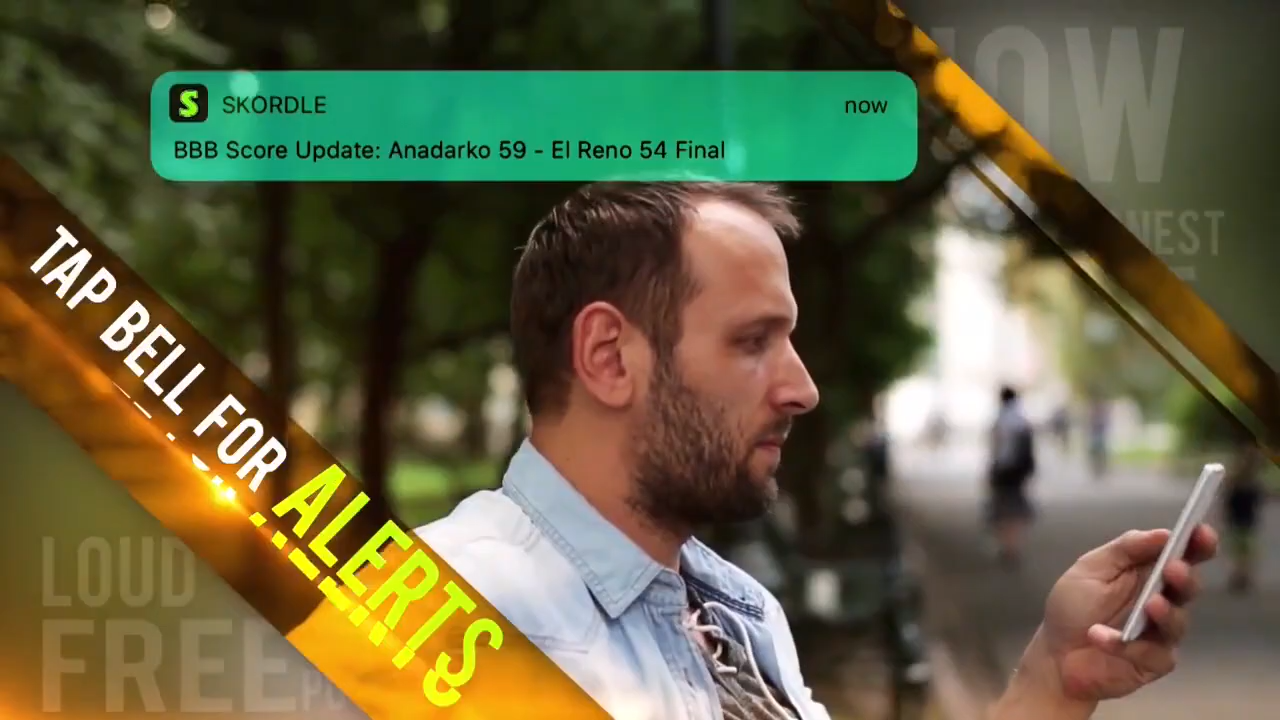 SKORDLE
now
BBB Score Update: Anadarko 59 - El Reno 54 Final
TAP BELL FOR ALERTS
LOUD
FREE